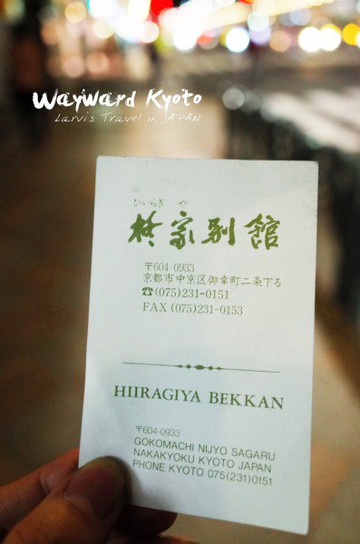 Wayward Kyoto
Larvis Travel in JAPAN
ひいらぎ や
柊家別館
〒604-0933
京都市中京区御幸町二条下る
☎(075)231-0151
FAX (075)231-0153
HIIRAGIYA BEKKAN
〒604-0933
GOKOMACHI NIJYO SAGARU
NAKAKYOKU KYOTO JAPAN
PHONE KYOTO 075(231)0151